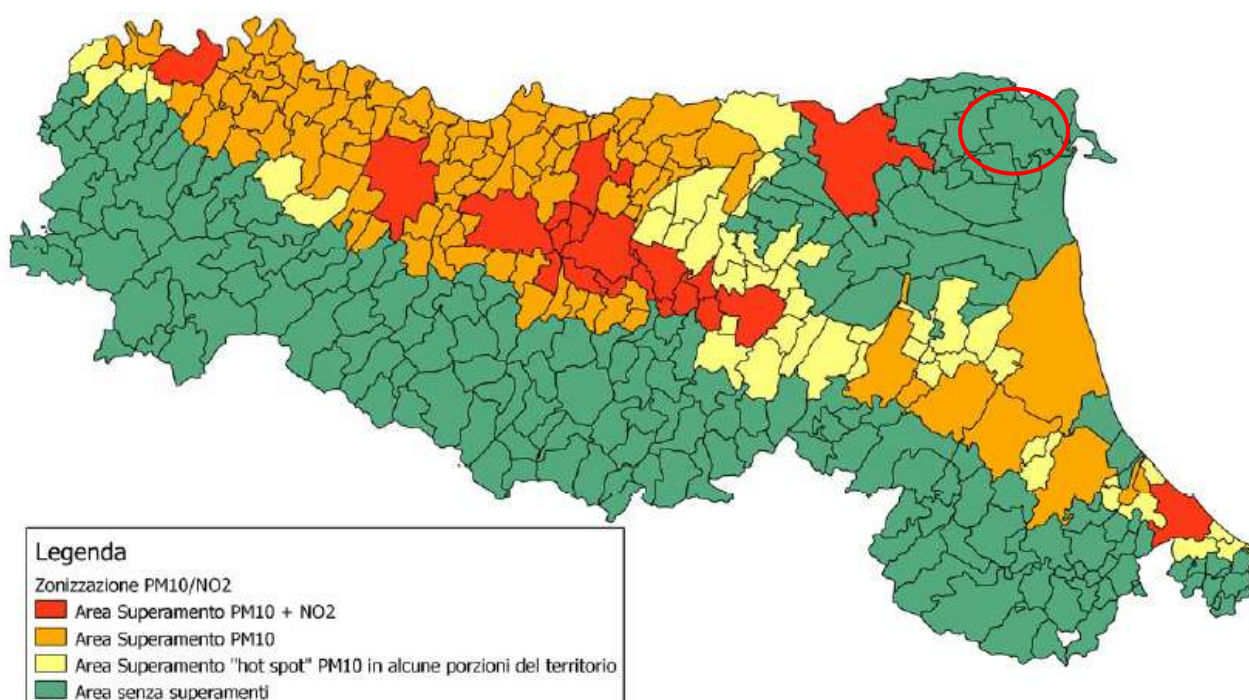 Legenda
Zonizzazione PM10/NO2
Area Superamento PM10 + NO2
Area Superamento PM10
Area Superamento "hot spot" PM10 in alcune porzioni del territorio
Area senza superamenti